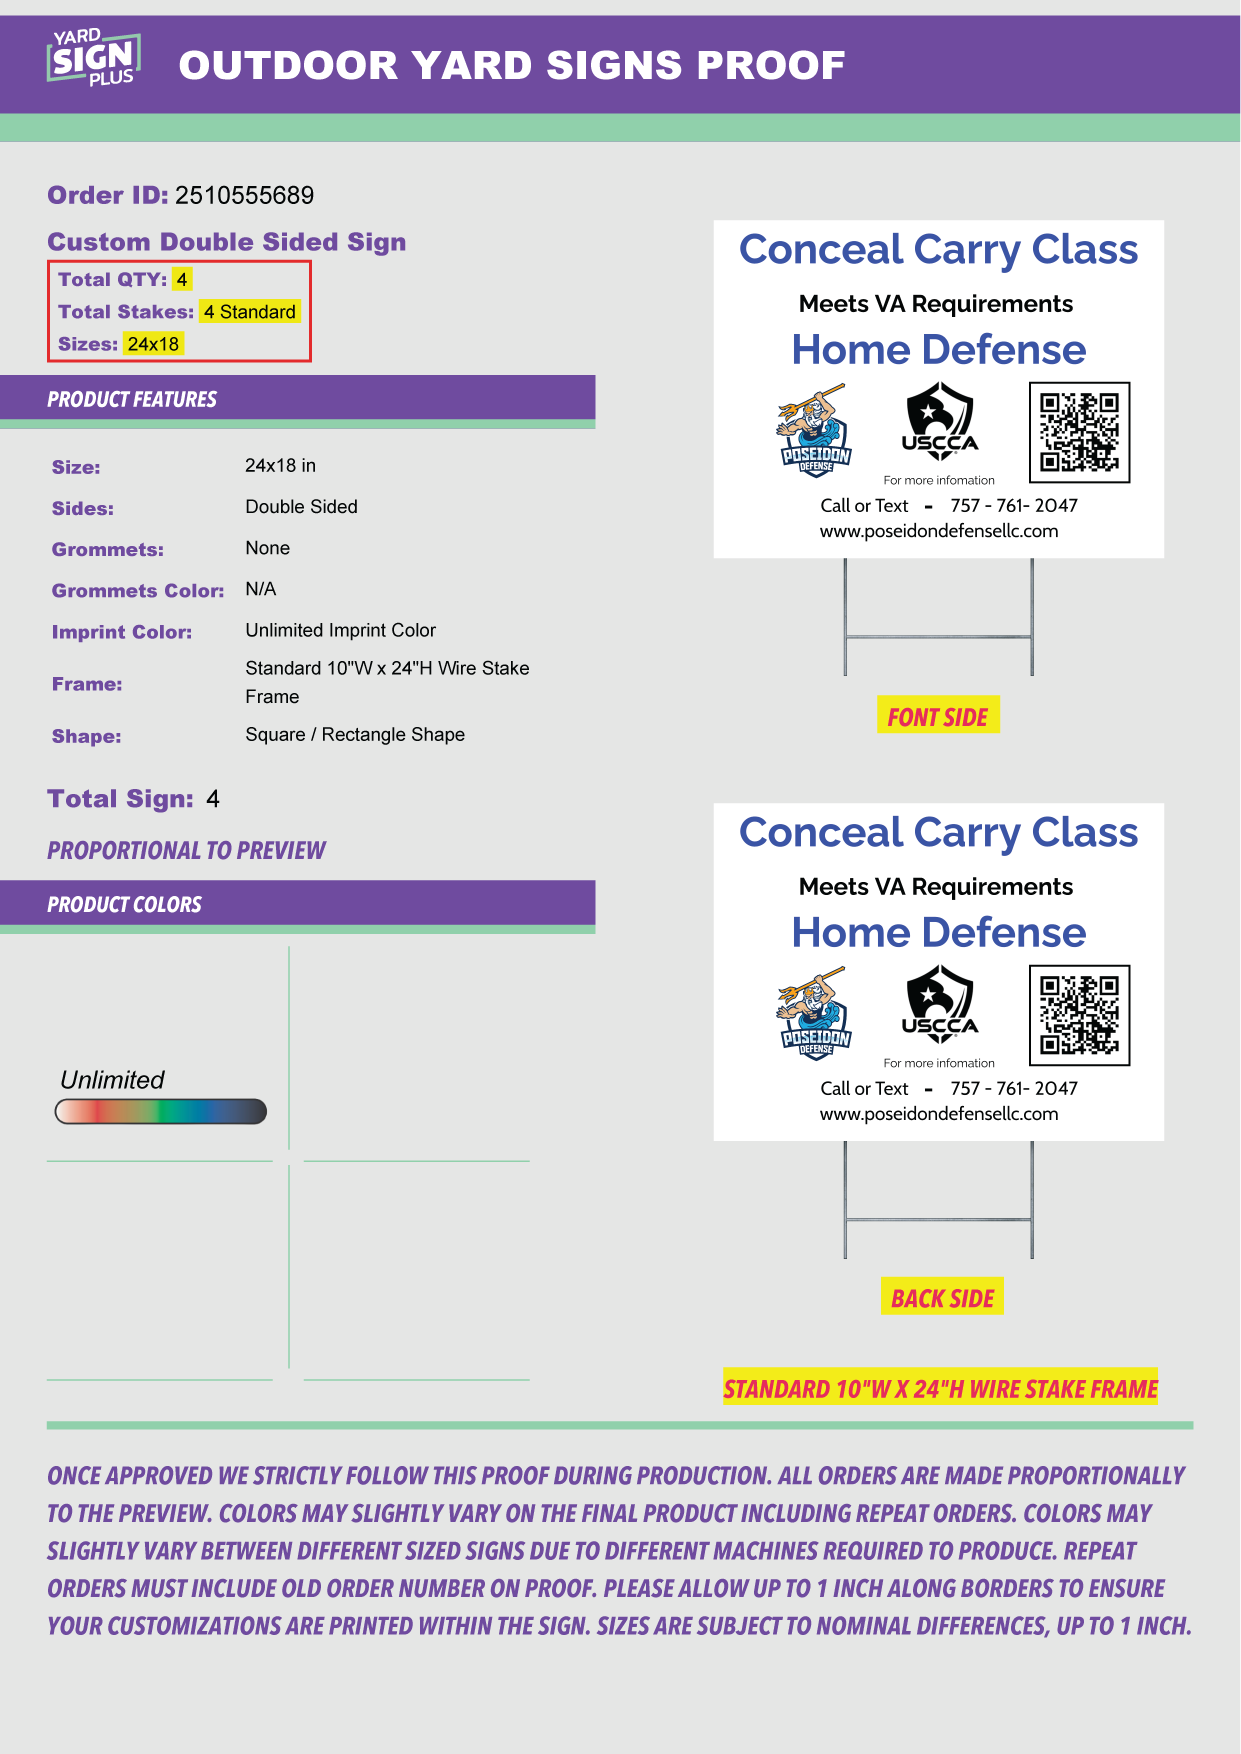 YARD
SIGN
PLUS
OUTDOOR YARD SIGNS PROOF
Order ID: 2510555689
Custom Double Sided Sign
Total QTY: 4
Total Stakes: 4 Standard
Sizes: 24x18
PRODUCT FEATURES
Size: 24x18 in
Sides: Double Sided
Grommets: None
Grommets Color: N/A
Imprint Color: Unlimited Imprint Color
Frame: Standard 10"W x 24"H Wire Stake
Frame
Shape: Square / Rectangle Shape
Total Sign: 4
PROPORTIONAL TO PREVIEW
PRODUCT COLORS
Unlimited
Conceal Carry Class
Meets VA Requirements
Home Defense
POSEIDON
DEFENSE
USCCA
For more infomation
Call or Text - 757 - 761- 2047
www.poseidondefensellc.com
FONT SIDE
Conceal Carry Class
Meets VA Requirements
Home Defense
POSEIDON
DEFENSE
USCCA
For more infomation
Call or Text - 757 - 761- 2047
www.poseidondefensellc.com
BACK SIDE
STANDARD 10"W X 24"H WIRE STAKE FRAME
ONCE APPROVED WE STRICTLY FOLLOW THIS PROOF DURING PRODUCTION. ALL ORDERS ARE MADE PROPORTIONALLY
TO THE PREVIEW. COLORS MAY SLIGHTLY VARY ON THE FINAL PRODUCT INCLUDING REPEAT ORDERS. COLORS MAY
SLIGHTLY VARY BETWEEN DIFFERENT SIZED SIGNS DUE TO DIFFERENT MACHINES REQUIRED TO PRODUCE. REPEAT
ORDERS MUST INCLUDE OLD ORDER NUMBER ON PROOF. PLEASE ALLOW UP TO 1 INCH ALONG BORDERS TO ENSURE
YOUR CUSTOMIZATIONS ARE PRINTED WITHIN THE SIGN. SIZES ARE SUBJECT TO NOMINAL DIFFERENCES, UP TO 1 INCH.